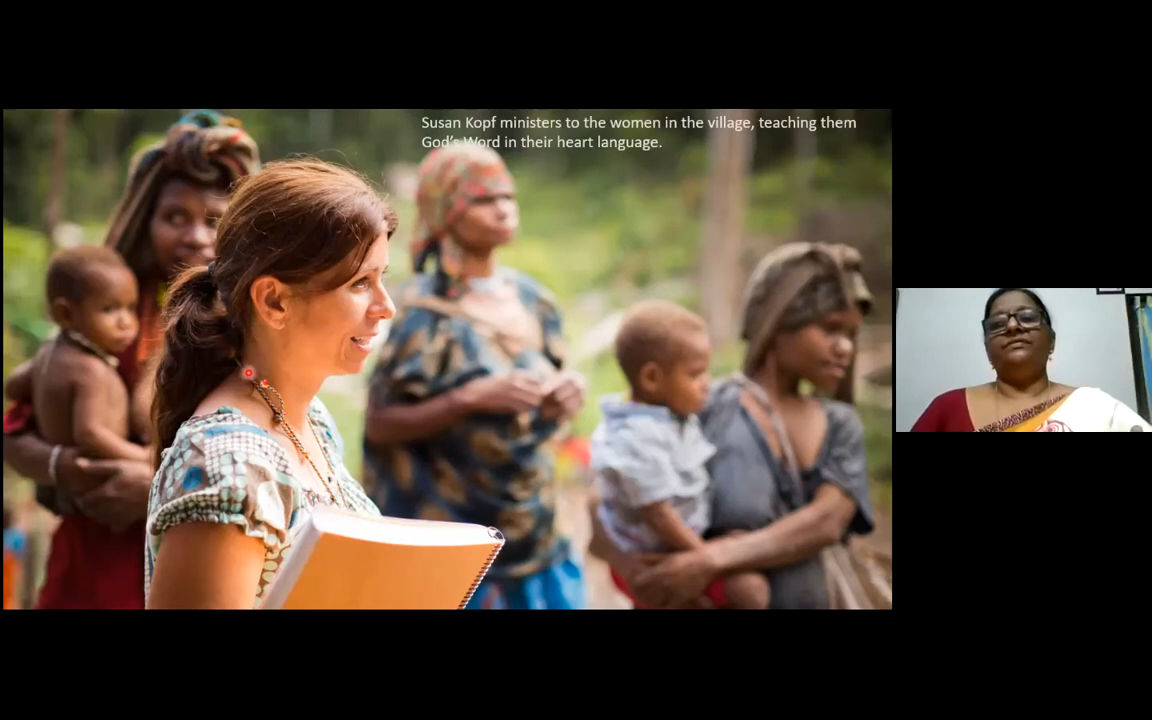 Susan Kopf ministers to the women in the village, teaching them
God's Word in their heart language.